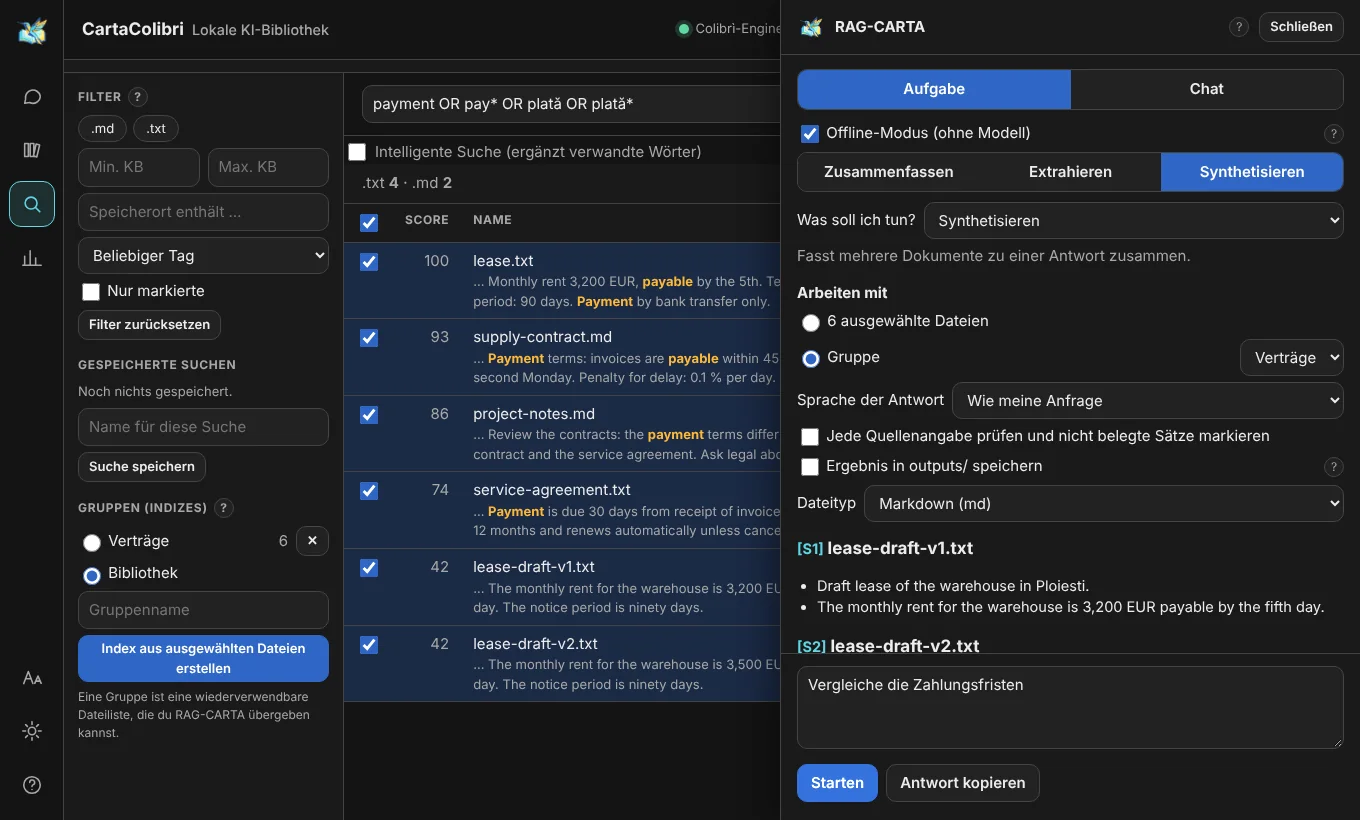 CartaColibri Lokale KI-Bibliothek
Colibrì-Engine
FILTER ?
.md .txt
Min. KB Max. KB
Speicherort enthält ...
Beliebiger Tag
Nur markierte
Filter zurücksetzen
GESPEICHERTE SUCHEN
Noch nichts gespeichert.
Name für diese Suche
Suche speichern
GRUPPEN (INDIZES) ?
Verträge 6 ✕
Bibliothek
Gruppenname
Index aus ausgewählten Dateien
erstellen
Eine Gruppe ist eine wiederverwendbare
Dateiliste, die du RAG-CARTA übergeben
kannst.
AA
?
payment OR pay* OR plată OR plată*
Intelligente Suche (ergänzt verwandte Wörter)
.txt 4 · .md 2
SCORE NAME
100 lease.txt
... Monthly rent 3,200 EUR, payable by the 5th. Te
period: 90 days. Payment by bank transfer only.
93 supply-contract.md
... Payment terms: invoices are payable within 45
second Monday. Penalty for delay: 0.1 % per day.
86 project-notes.md
... Review the contracts: the payment terms differ
contract and the service agreement. Ask legal abo
74 service-agreement.txt
... Payment is due 30 days from receipt of invoice
12 months and renews automatically unless cance
42 lease-draft-v1.txt
... The monthly rent for the warehouse is 3,200 EU
day. The notice period is ninety days.
42 lease-draft-v2.txt
... The monthly rent for the warehouse is 3,500 EU
day. The notice period is ninety days.
RAG-CARTA ? Schließen
Aufgabe Chat
Offline-Modus (ohne Modell) ?
Zusammenfassen Extrahieren Synthetisieren
Was soll ich tun? Synthetisieren
Fasst mehrere Dokumente zu einer Antwort zusammen.
Arbeiten mit
6 ausgewählte Dateien
Gruppe Verträge
Sprache der Antwort Wie meine Anfrage
Jede Quellenangabe prüfen und nicht belegte Sätze markieren
Ergebnis in outputs/ speichern ?
Dateityp Markdown (md)
[S1] lease-draft-v1.txt
• Draft lease of the warehouse in Ploiesti.
• The monthly rent for the warehouse is 3,200 EUR payable by the fifth day.
[S2] lease-draft-v2.txt
Vergleiche die Zahlungsfristen
Starten Antwort kopieren